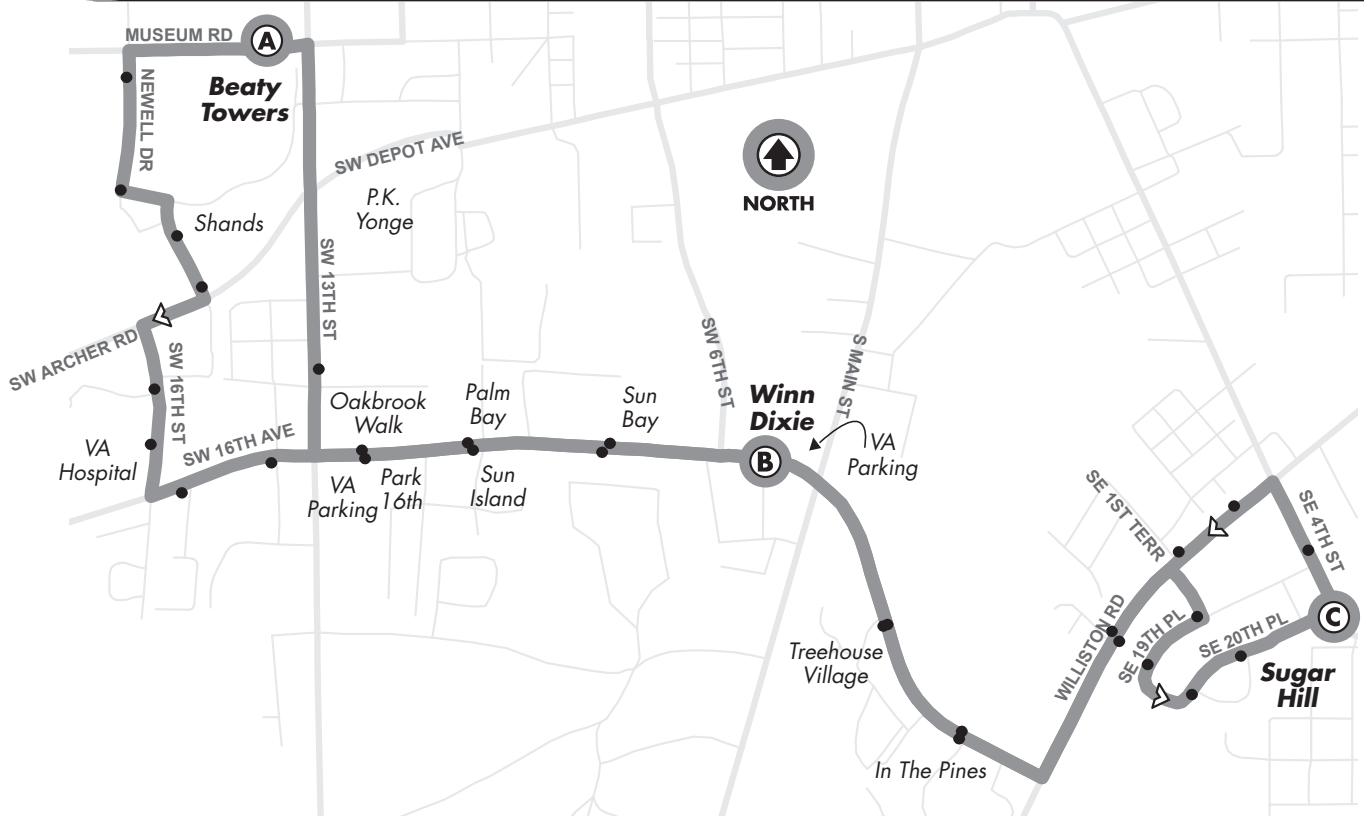 MUSEUM RD
A
Beaty
Towers
NEWELL DR
SW DEPOT AVE
P.K.
Yonge
NORTH
Shands
SW 13TH ST
SW ARCHER RD
SW 16TH ST
SW 6TH ST
S MAIN ST
Oakbrook
Walk
Palm
Bay
Sun
Bay
Winn
Dixie
B
VA
Parking
VA
Hospital
SW 16TH AVE
VA
Parking
Park
16th
Sun
Island
SE 1ST TERR
SE 4TH ST
C
WILLISTON RD
SE 19TH PL
SE 20TH PL
Sugar
Hill
Treehouse
Village
In The Pines